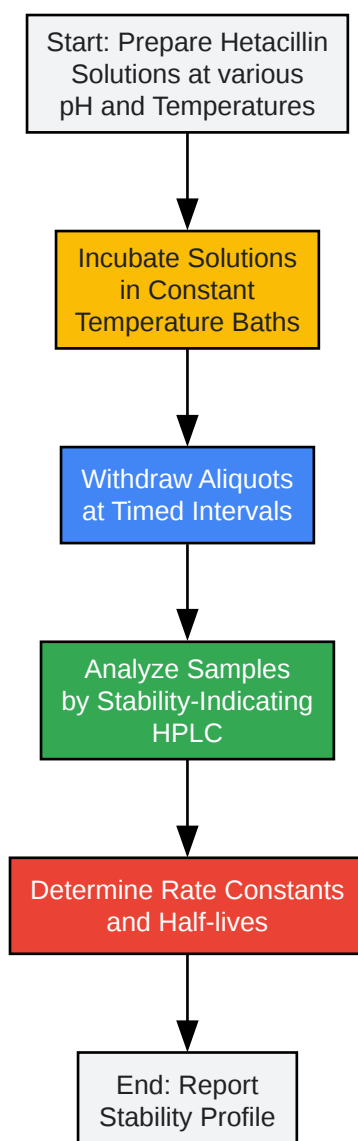 Start: Prepare Hetacillin
Solutions at various
pH and Temperatures
Incubate Solutions
in Constant
Temperature Baths
Withdraw Aliquots
at Timed Intervals
Analyze Samples
by Stability-Indicating
HPLC
Determine Rate Constants
and Half-lives
End: Report
Stability Profile